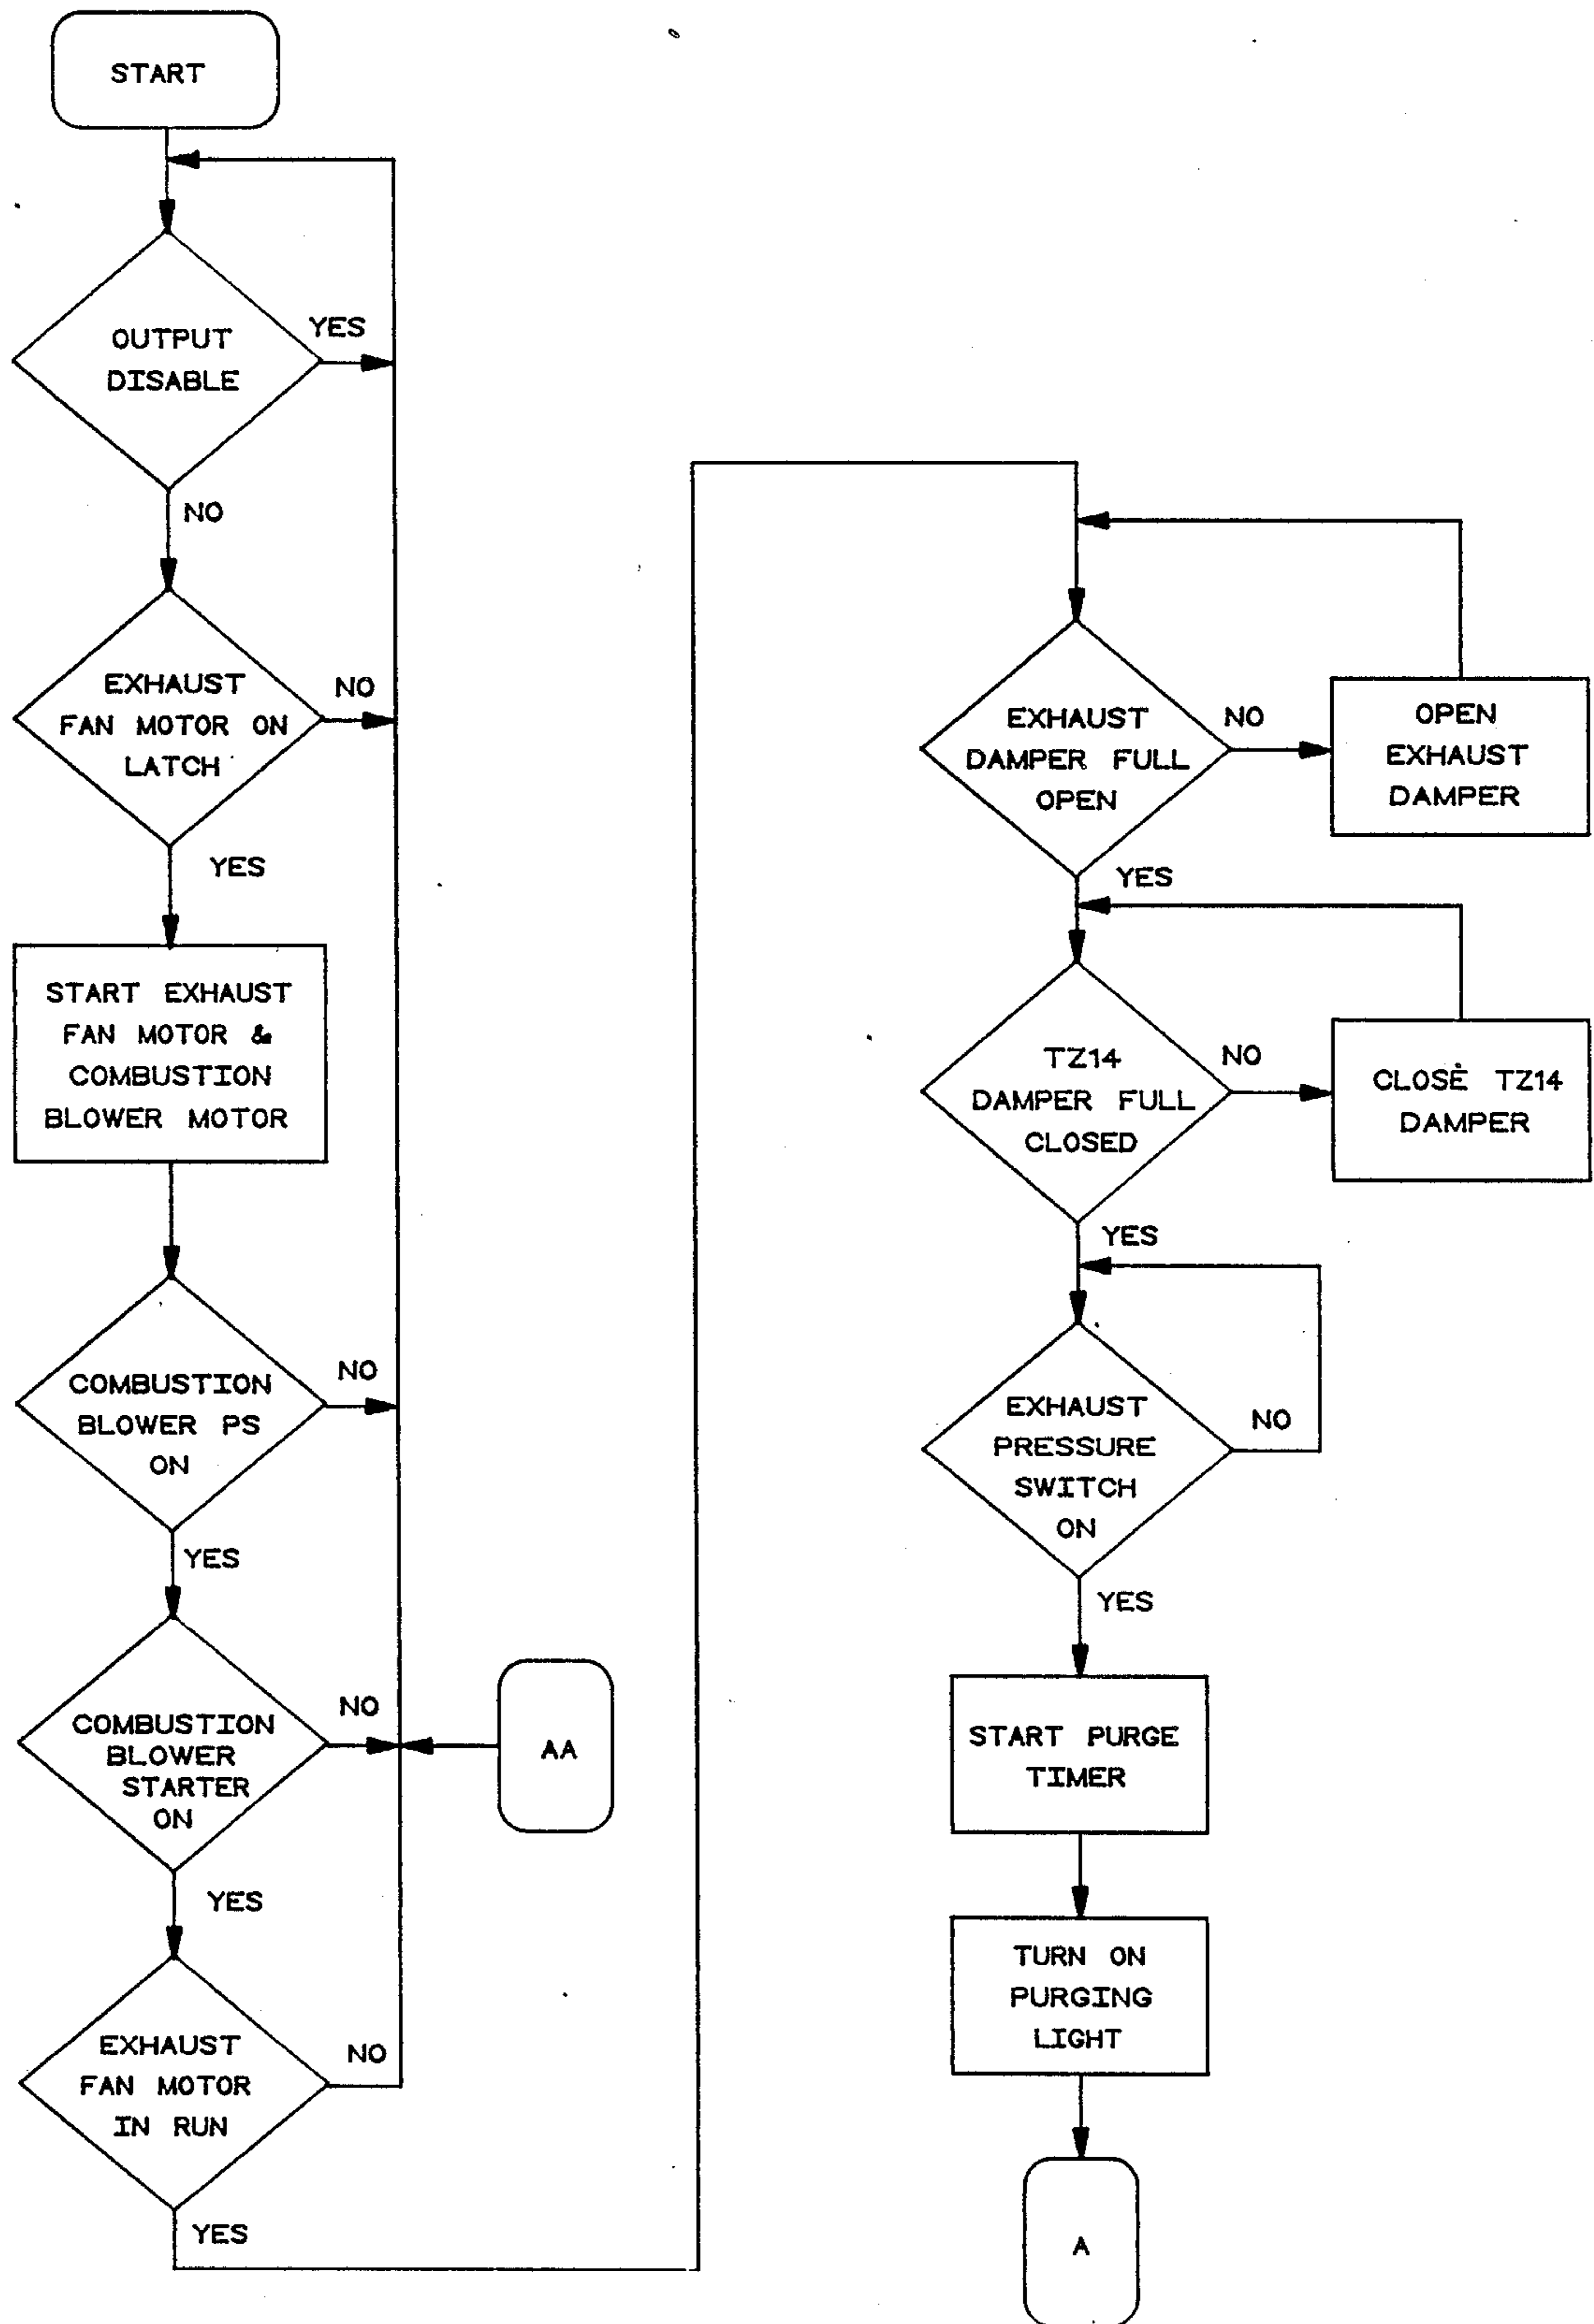 START
OUTPUT
DISABLE
YES
NO
EXHAUST
FAN MOTOR ON
LATCH
NO
YES
START EXHAUST
FAN MOTOR &
COMBUSTION
BLOWER MOTOR
COMBUSTION
BLOWER PS
ON
NO
YES
COMBUSTION
BLOWER
STARTER
ON
NO
AA
YES
EXHAUST
FAN MOTOR
IN RUN
NO
YES
EXHAUST
DAMPER FULL
OPEN
NO
OPEN
EXHAUST
DAMPER
YES
TZ14
DAMPER FULL
CLOSED
NO
CLOSE TZ14
DAMPER
YES
EXHAUST
PRESSURE
SWITCH
ON
NO
YES
START PURGE
TIMER
TURN ON
PURGING
LIGHT
A